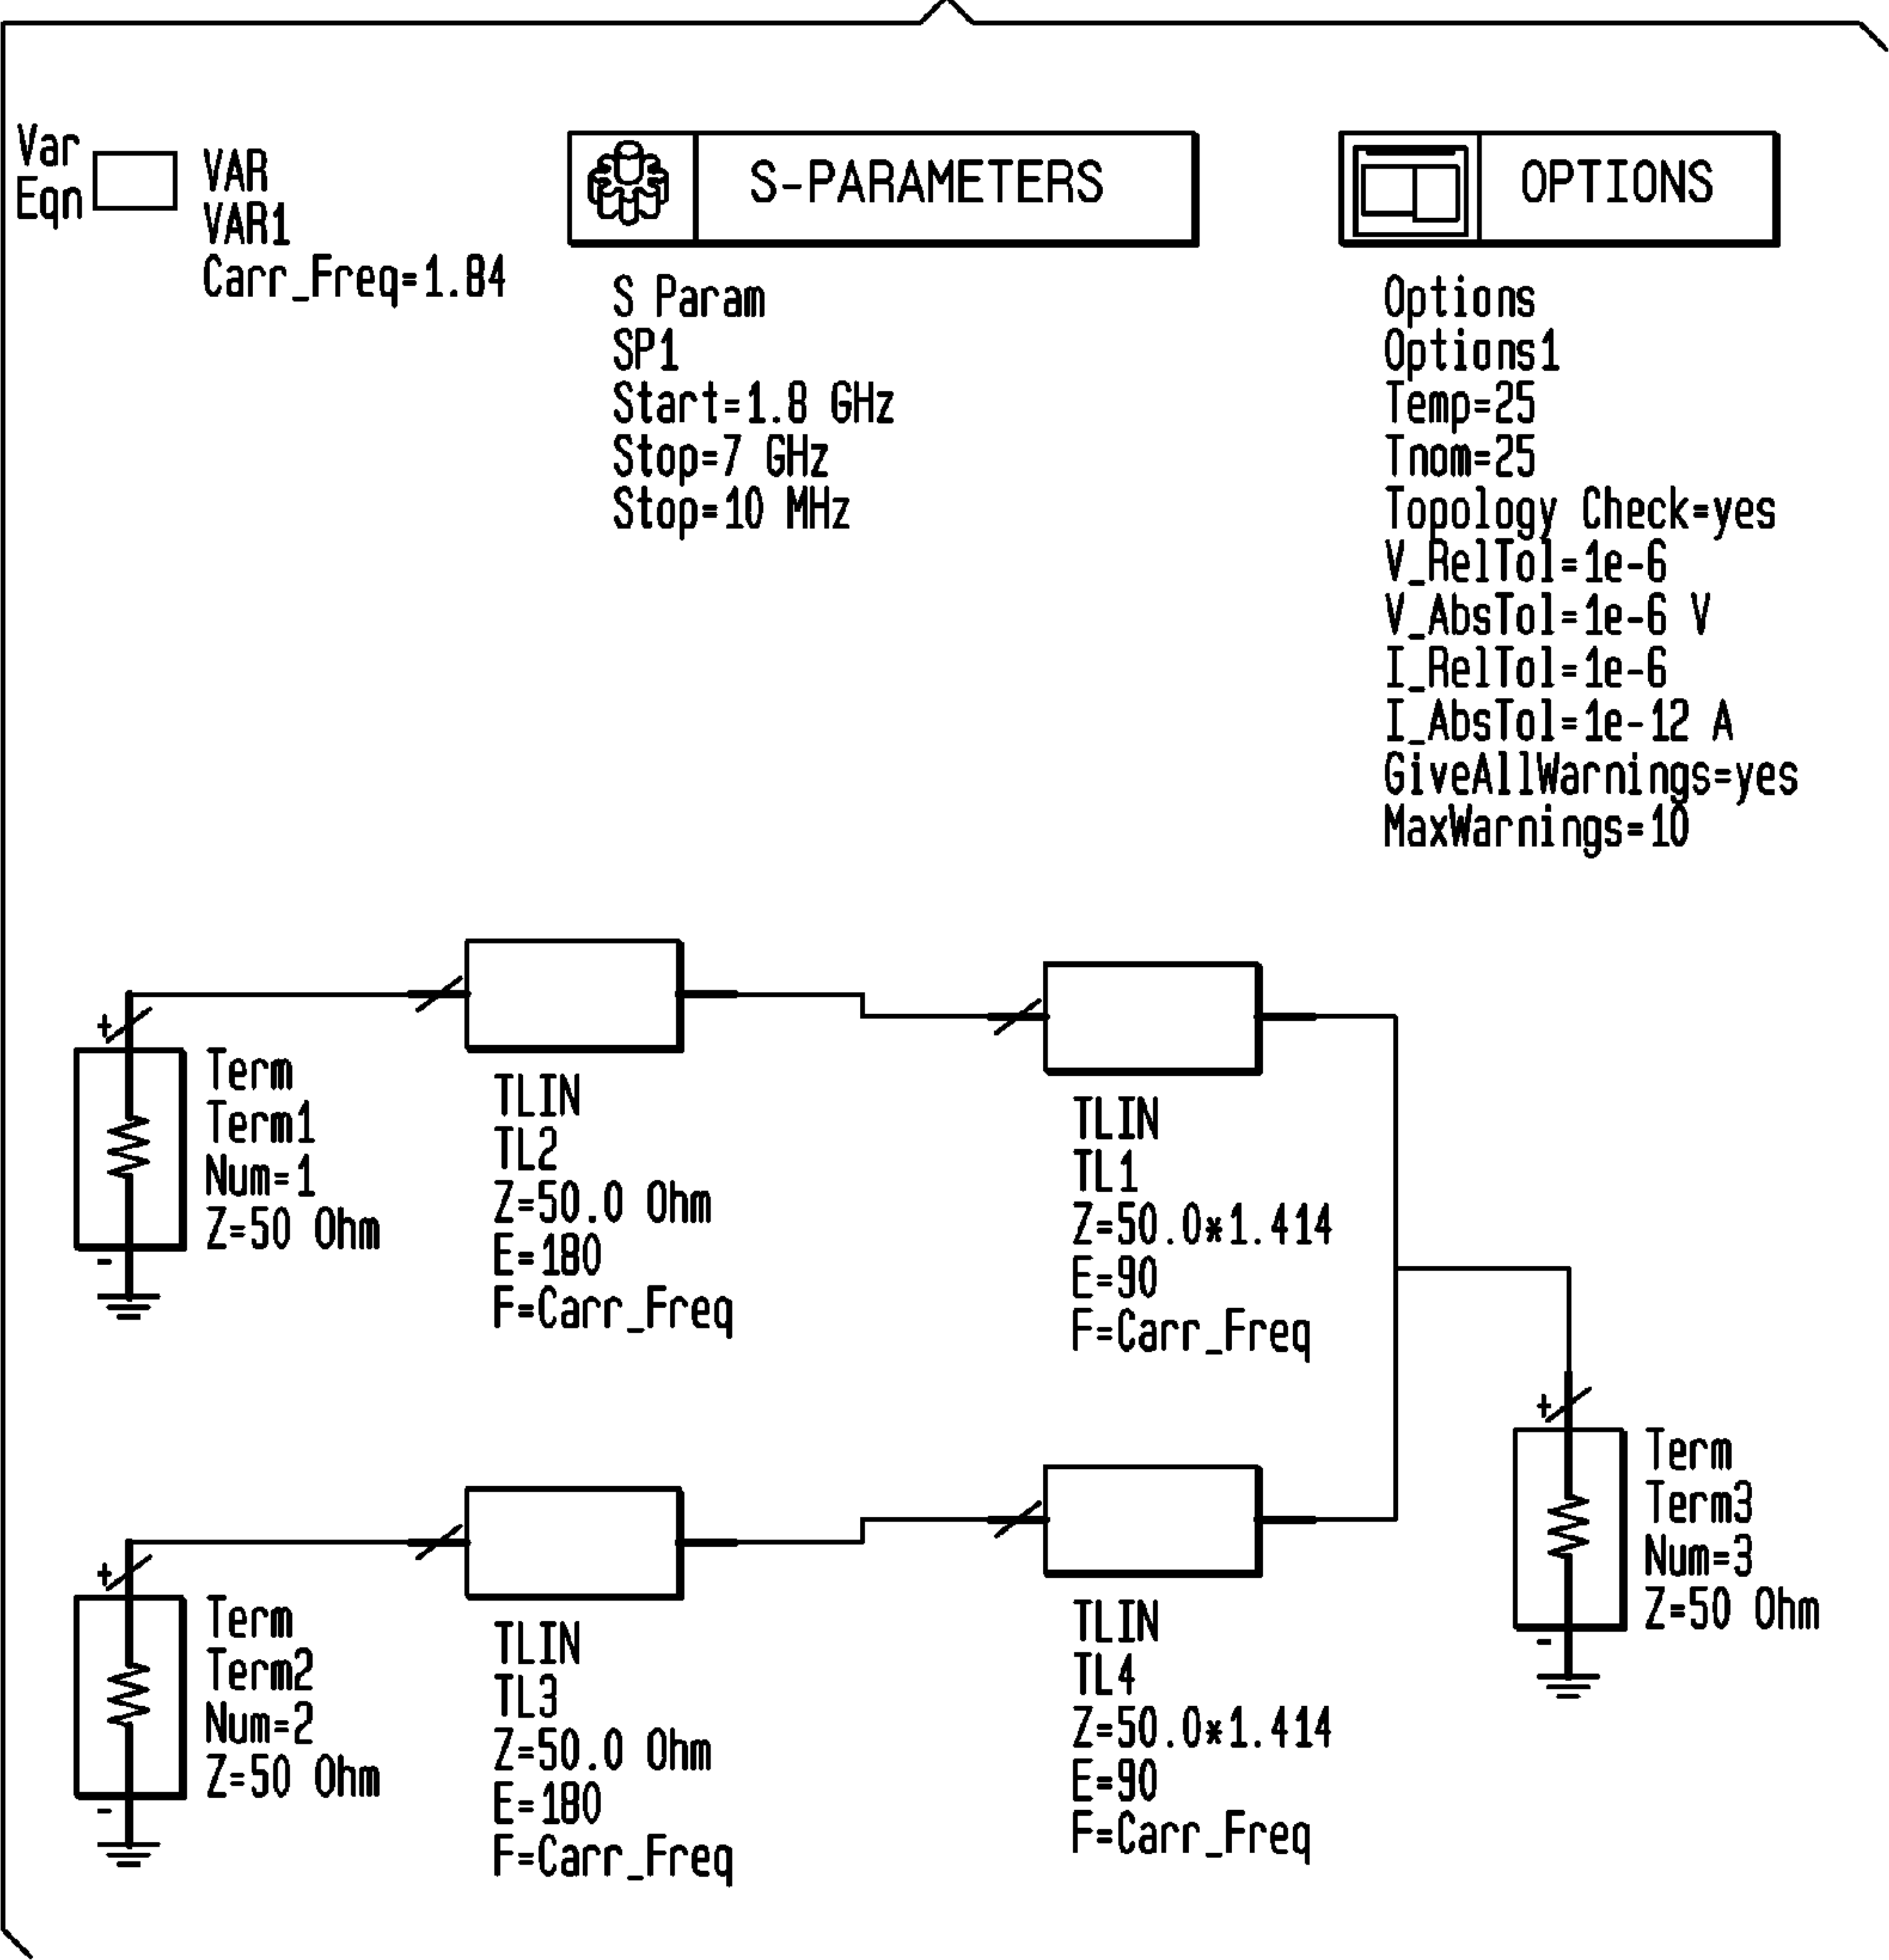 Var
Eqn
VAR
VAR1
Carr_Freq=1.84
S-PARAMETERS
S Param
SP1
Start=1.8 GHz
Stop=7 GHz
Stop=10 MHz
OPTIONS
Options
Options1
Temp=25
Tnom=25
Topology Check=yes
V_RelTol=1e-6
V_AbsTol=1e-6 V
I_RelTol=1e-6
I_AbsTol=1e-12 A
GiveAllWarnings=yes
MaxWarnings=10
+
Term
Term1
Num=1
Z=50 Ohm
-
TLIN
TL2
Z=50.0 Ohm
E=180
F=Carr_Freq
TLIN
TL1
Z=50.0*1.414
E=90
F=Carr_Freq
+
Term
Term2
Num=2
Z=50 Ohm
-
TLIN
TL3
Z=50.0 Ohm
E=180
F=Carr_Freq
TLIN
TL4
Z=50.0*1.414
E=90
F=Carr_Freq
+
Term
Term3
Num=3
Z=50 Ohm
-